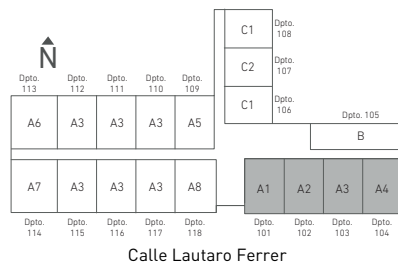 C1 Dpto. 108
N
C2 Dpto. 107
Dpto. 113 Dpto. 112 Dpto. 111 Dpto. 110 Dpto. 109
C1 Dpto. 106
Dpto. 105
A6 A3 A3 A3 A5
B
A7 A3 A3 A3 A8 A1 A2 A3 A4
Dpto. 114 Dpto. 115 Dpto. 116 Dpto. 117 Dpto. 118 Dpto. 101 Dpto. 102 Dpto. 103 Dpto. 104
Calle Lautaro Ferrer